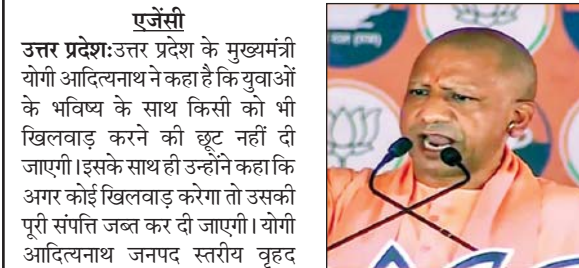 एजेंसी
उत्तर प्रदेश:उत्तर प्रदेश के मुख्यमंत्री
योगी आदित्यनाथ ने कहा है कि युवाओं
के भविष्य के साथ किसी को भी
खिलवाड़ करने की छूट नहीं दी
जाएगी।इसके साथ ही उन्होंने कहा कि
अगर कोई खिलवाड़ करेगा तो उसकी
पूरी संपत्ति जब्त कर दी जाएगी। योगी
आदित्यनाथ जनपद स्तरीय वृहद